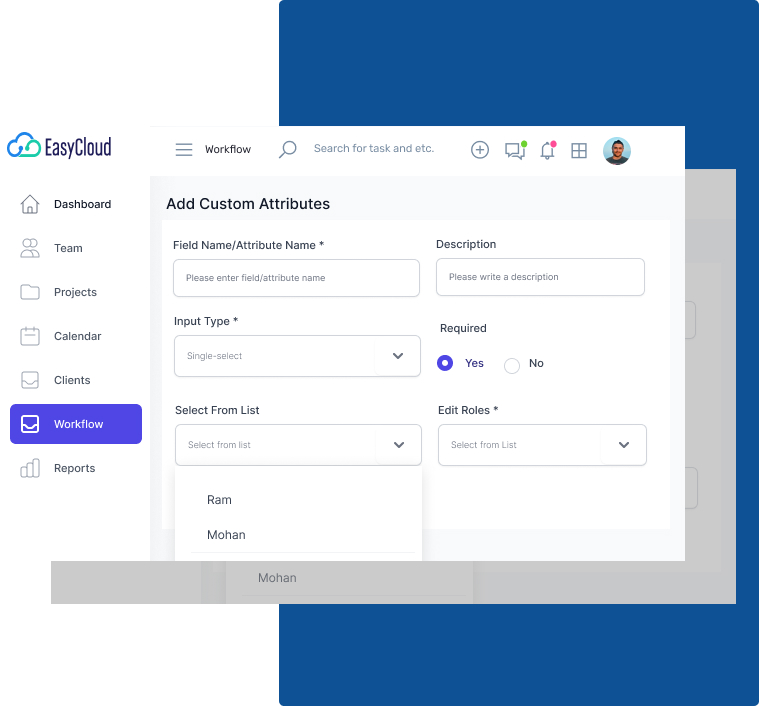 EasyCloud
Workflow
Search for task and etc.
Dashboard
Team
Projects
Calendar
Clients
Workflow
Reports
Add Custom Attributes
Field Name/Attribute Name *
Description
Please enter field/attribute name
Please write a description
Input Type *
Required
Single-select
Yes
No
Select From List
Edit Roles *
Select from list
Select from List
Ram
Mohan
Mohan